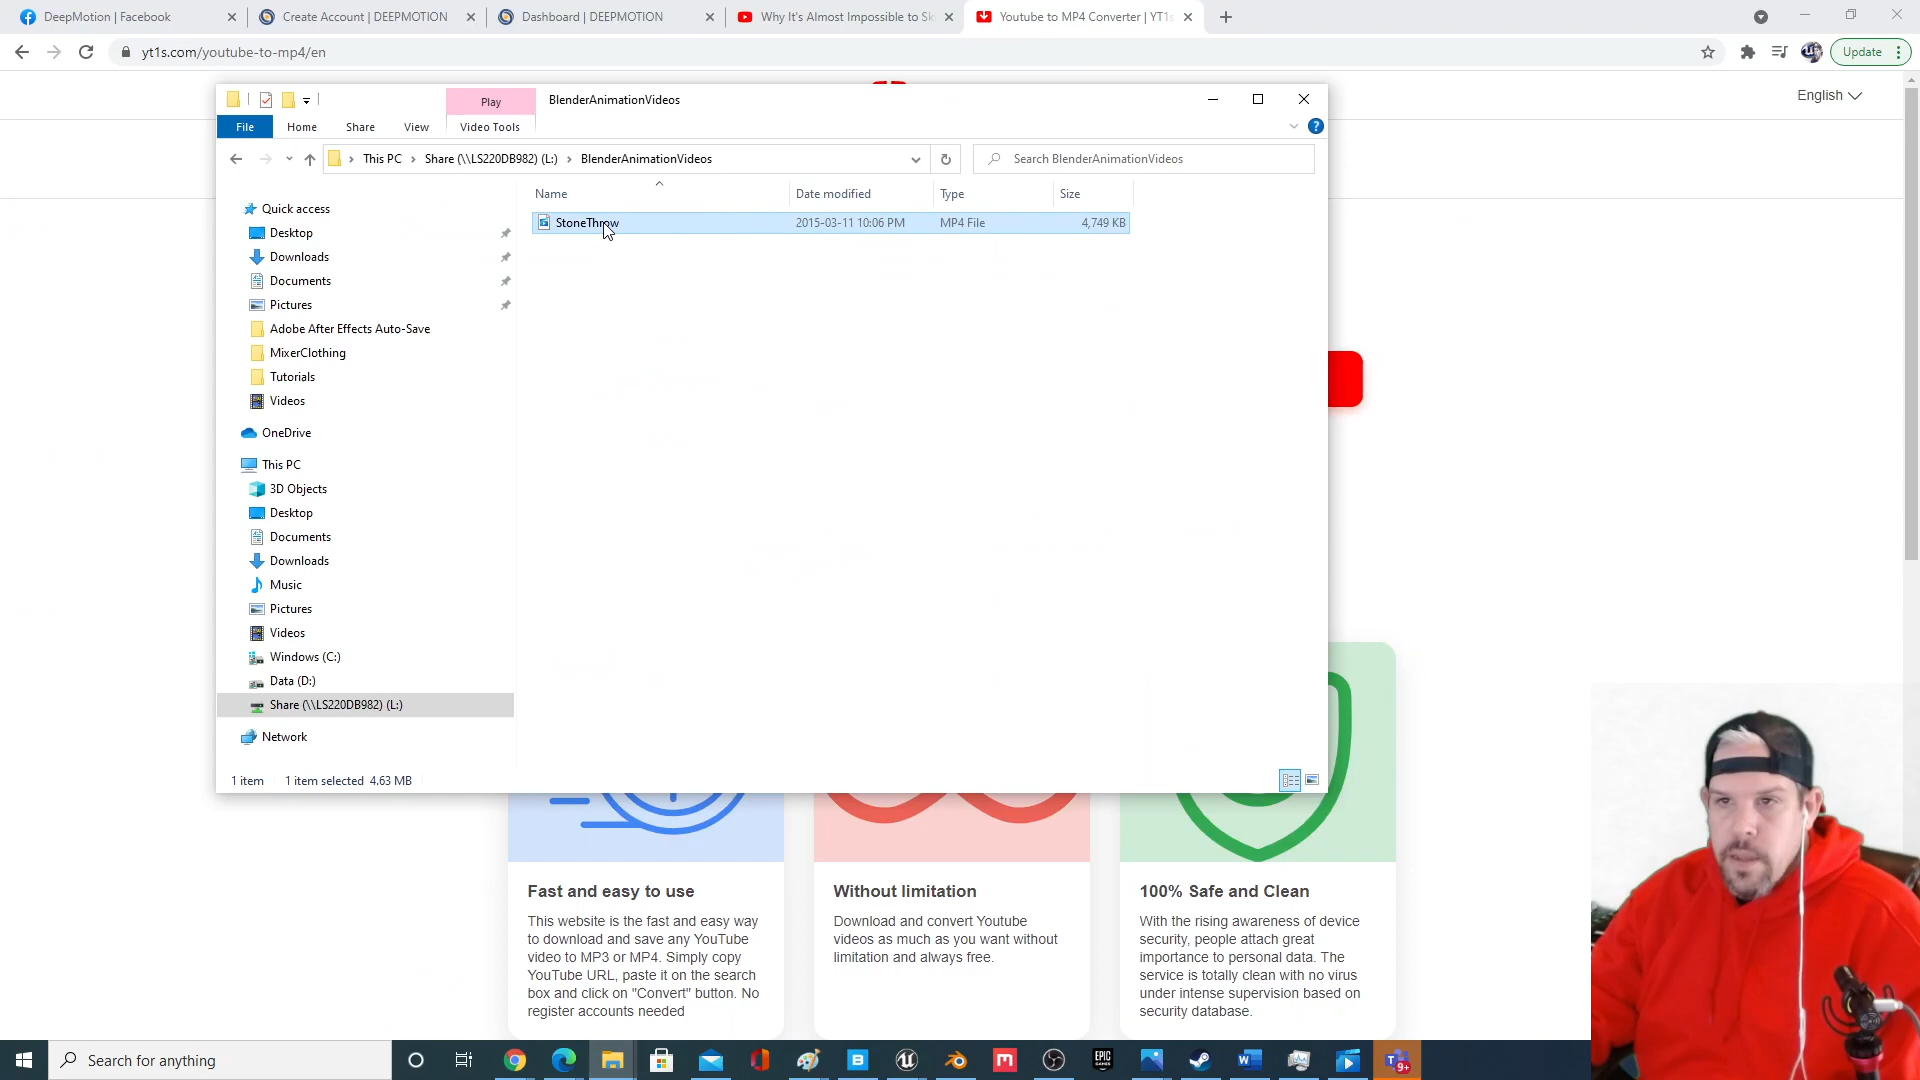 DeepMotion | Facebook
Create Account | DEEPMOTION
Dashboard | DEEPMOTION
Why It's Almost Impossible to Sk
Youtube to MP4 Converter | YT1s
yt1s.com/youtube-to-mp4/en
Update
English
Play
BlenderAnimationVideos
File
Home
Share
View
Video Tools
This PC
Share (\\LS220DB982) (L:)
BlenderAnimationVideos
Search BlenderAnimationVideos
Name
Date modified
Type
Size
StoneThrow
2015-03-11 10:06 PM
MP4 File
4,749 KB
Quick access
Desktop
Downloads
Documents
Pictures
Adobe After Effects Auto-Save
MixerClothing
Tutorials
Videos
OneDrive
This PC
3D Objects
Desktop
Documents
Downloads
Music
Pictures
Videos
Windows (C:)
Data (D:)
Share (\\LS220DB982) (L:)
Network
1 item
1 item selected 4.63 MB
Fast and easy to use
This website is the fast and easy way
to download and save any YouTube
video to MP3 or MP4. Simply copy
YouTube URL, paste it on the search
box and click on "Convert" button. No
register accounts needed
Without limitation
Download and convert Youtube
videos as much as you want without
limitation and always free.
100% Safe and Clean
With the rising awareness of device
security, people attach great
importance to personal data. The
service is totally clean with no virus
under intense supervision based on
security database.
Search for anything
EPIC
GAMES
9+